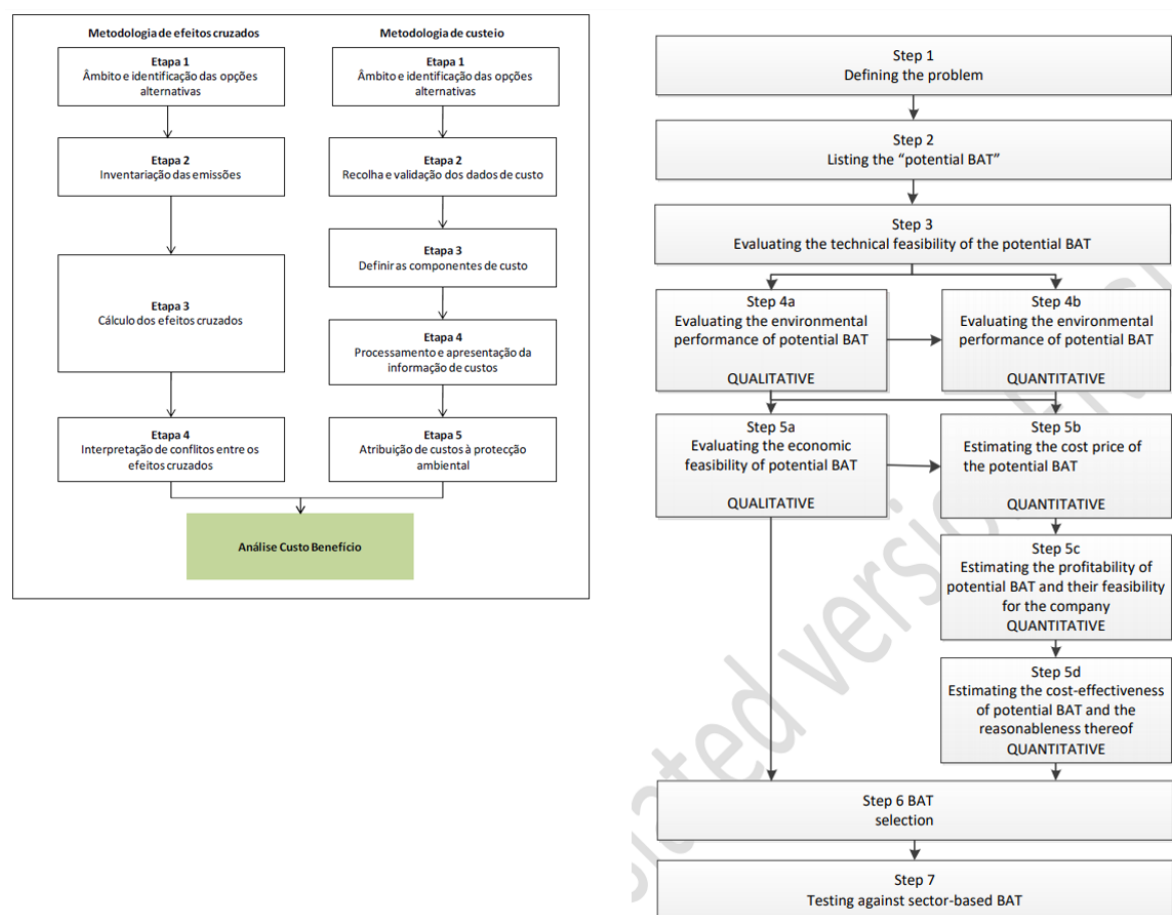 Metodologia de efeitos cruzados
Etapa 1
Âmbito e identificação das opções
alternativas
Etapa 2
Inventariação das emissões
Etapa 3
Cálculo dos efeitos cruzados
Etapa 4
Interpretação de conflitos entre os
efeitos cruzados
Metodologia de custeio
Etapa 1
Âmbito e identificação das opções
alternativas
Etapa 2
Recolha e validação dos dados de custo
Etapa 3
Definir as componentes de custo
Etapa 4
Processamento e apresentação da
informação de custos
Etapa 5
Atribuição de custos à protecção
ambiental
Análise Custo Benefício
Step 1
Defining the problem
Step 2
Listing the “potential BAT”
Step 3
Evaluating the technical feasibility of the potential BAT
Step 4a
Evaluating the environmental
performance of potential BAT
QUALITATIVE
Step 4b
Evaluating the environmental
performance of potential BAT
QUANTITATIVE
Step 5a
Evaluating the economic
feasibility of potential BAT
QUALITATIVE
Step 5b
Estimating the cost price of
the potential BAT
QUANTITATIVE
Step 5c
Estimating the profitability of
potential BAT and their feasibility
for the company
QUANTITATIVE
Step 5d
Estimating the cost-effectiveness
of potential BAT and the
reasonableness thereof
QUANTITATIVE
Step 6 BAT
selection
Step 7
Testing against sector-based BAT
version